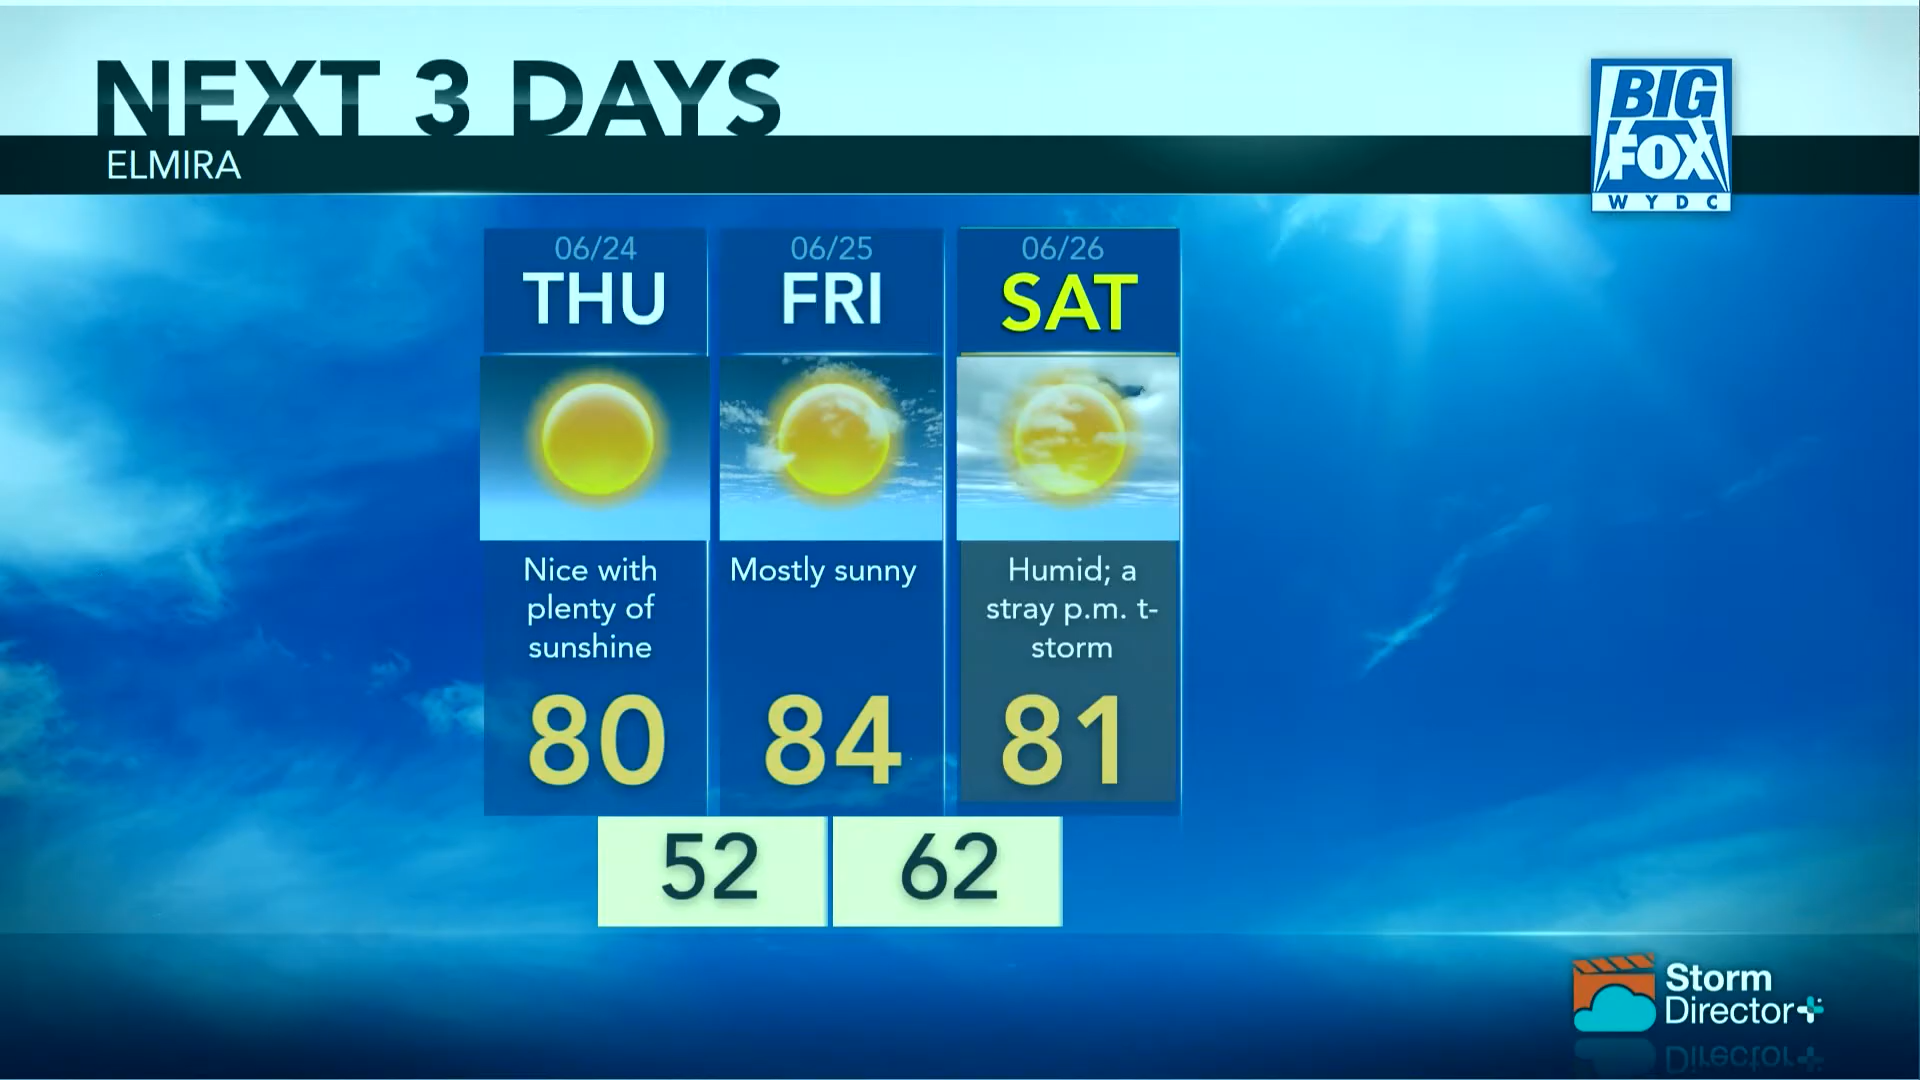 NEXT 3 DAYS
ELMIRA
BIG
FOX
WYDC
06/24
THU
Nice with
plenty of
sunshine
80
06/25
FRI
Mostly sunny
84
06/26
SAT
Humid; a
stray p.m. t-
storm
81
52
62
Storm
Director+